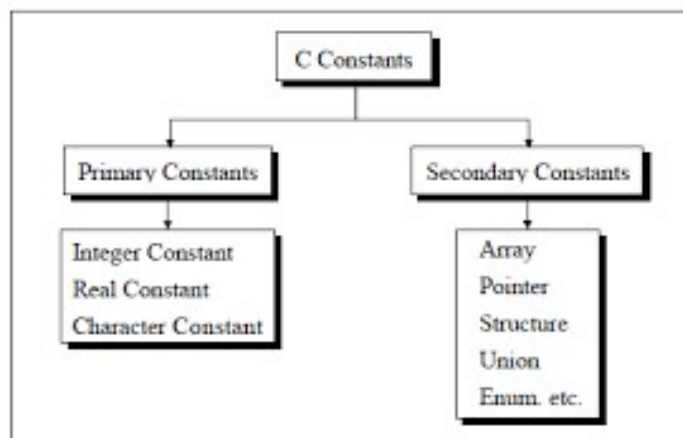 C Constants
Primary Constants
Secondary Constants
Integer Constant
Real Constant
Character Constant
Array
Pointer
Structure
Union
Enum. etc.